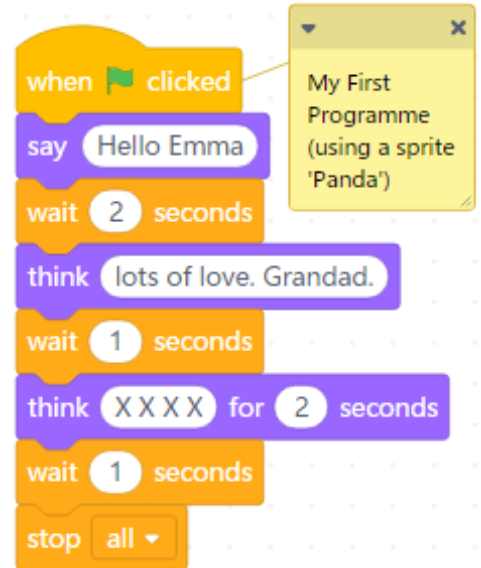 when clicked
My First
Programme
(using a sprite
'Panda')
say Hello Emma
wait 2 seconds
think lots of love. Grandad.
wait 1 seconds
think X X X X for 2 seconds
wait 1 seconds
stop all